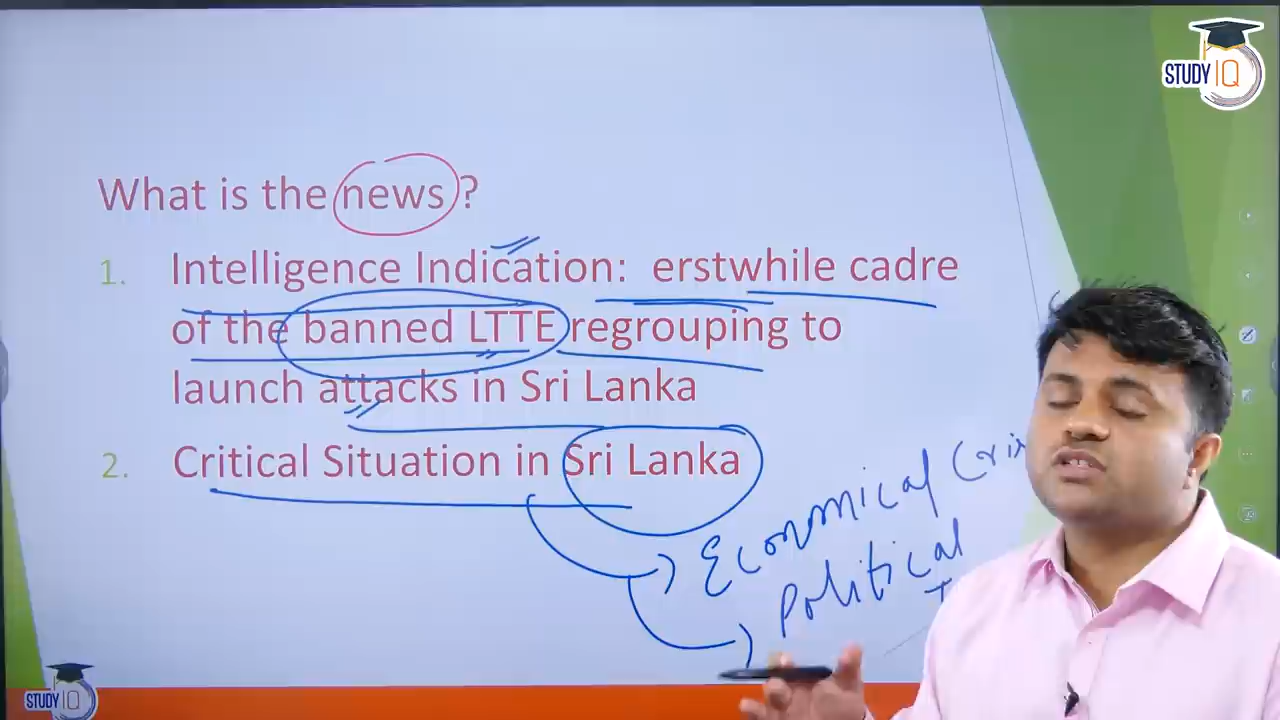 STUDY IQ
What is the news ?
1. Intelligence Indication: erstwhile cadre
of the banned LTTE regrouping to
launch attacks in Sri Lanka
2. Critical Situation in Sri Lanka
Economical
Political
STUDY IQ